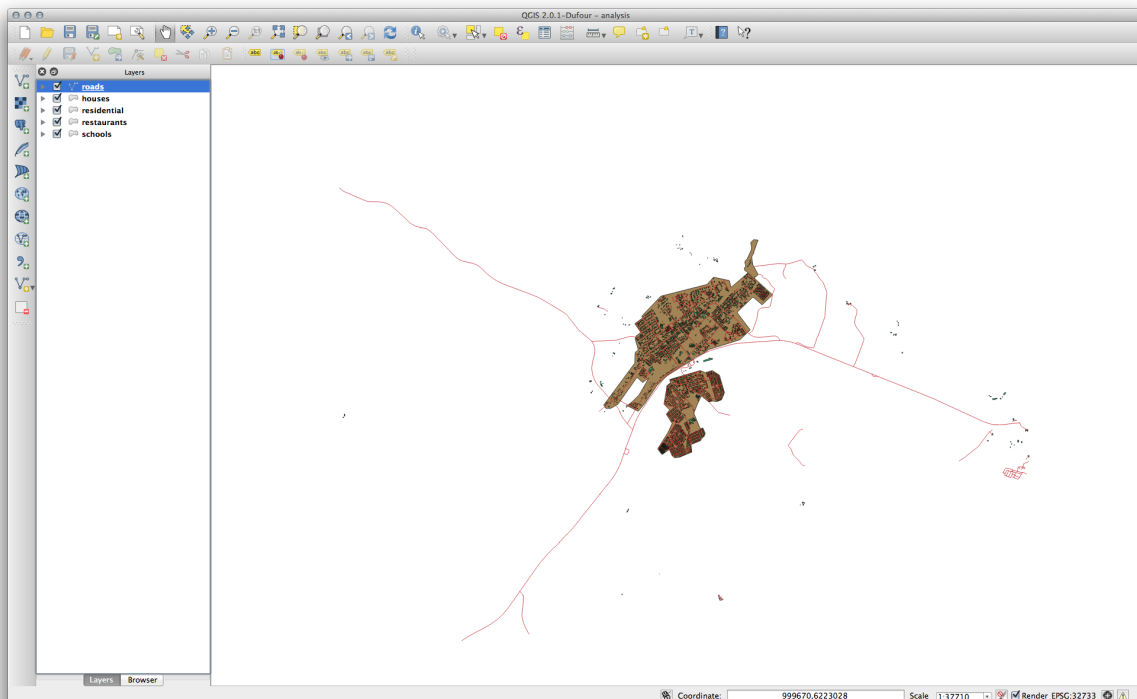 QGIS 2.0.1-Dufour - analysis
Layers
roads
houses
residential
restaurants
schools
Layers Browser
Coordinate: 999670,6223028 Scale 1:37710 Render EPSG:32733